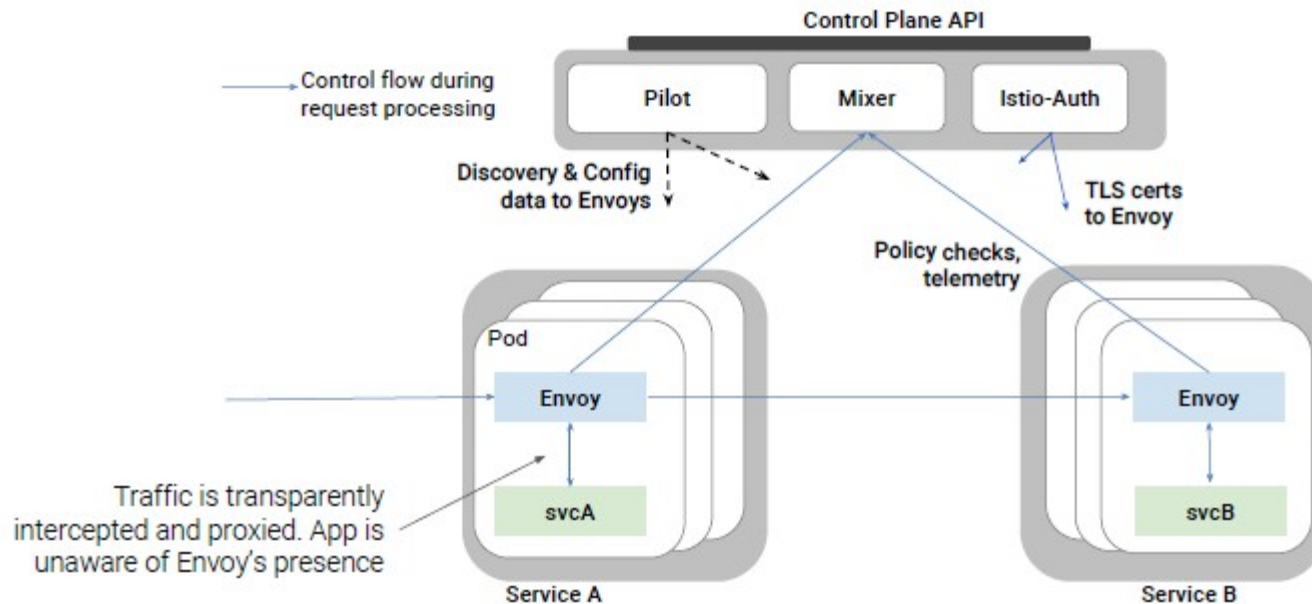 Control Plane API
Control flow during
request processing
Pilot
Mixer
Istio-Auth
Discovery & Config
data to Envoys
TLS certs
to Envoy
Policy checks,
telemetry
Pod
Envoy
Envoy
Traffic is transparently
intercepted and proxied. App is
unaware of Envoy's presence
svcA
svcB
Service A
Service B